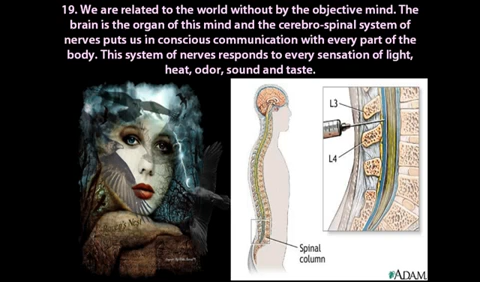 19. We are related to the world without by the objective mind. The
brain is the organ of this mind and the cerebro-spinal system of
nerves puts us in conscious communication with every part of the
body. This system of nerves responds to every sensation of light,
heat, odor, sound and taste.
L3
L4
Spinal
column
ADAM.